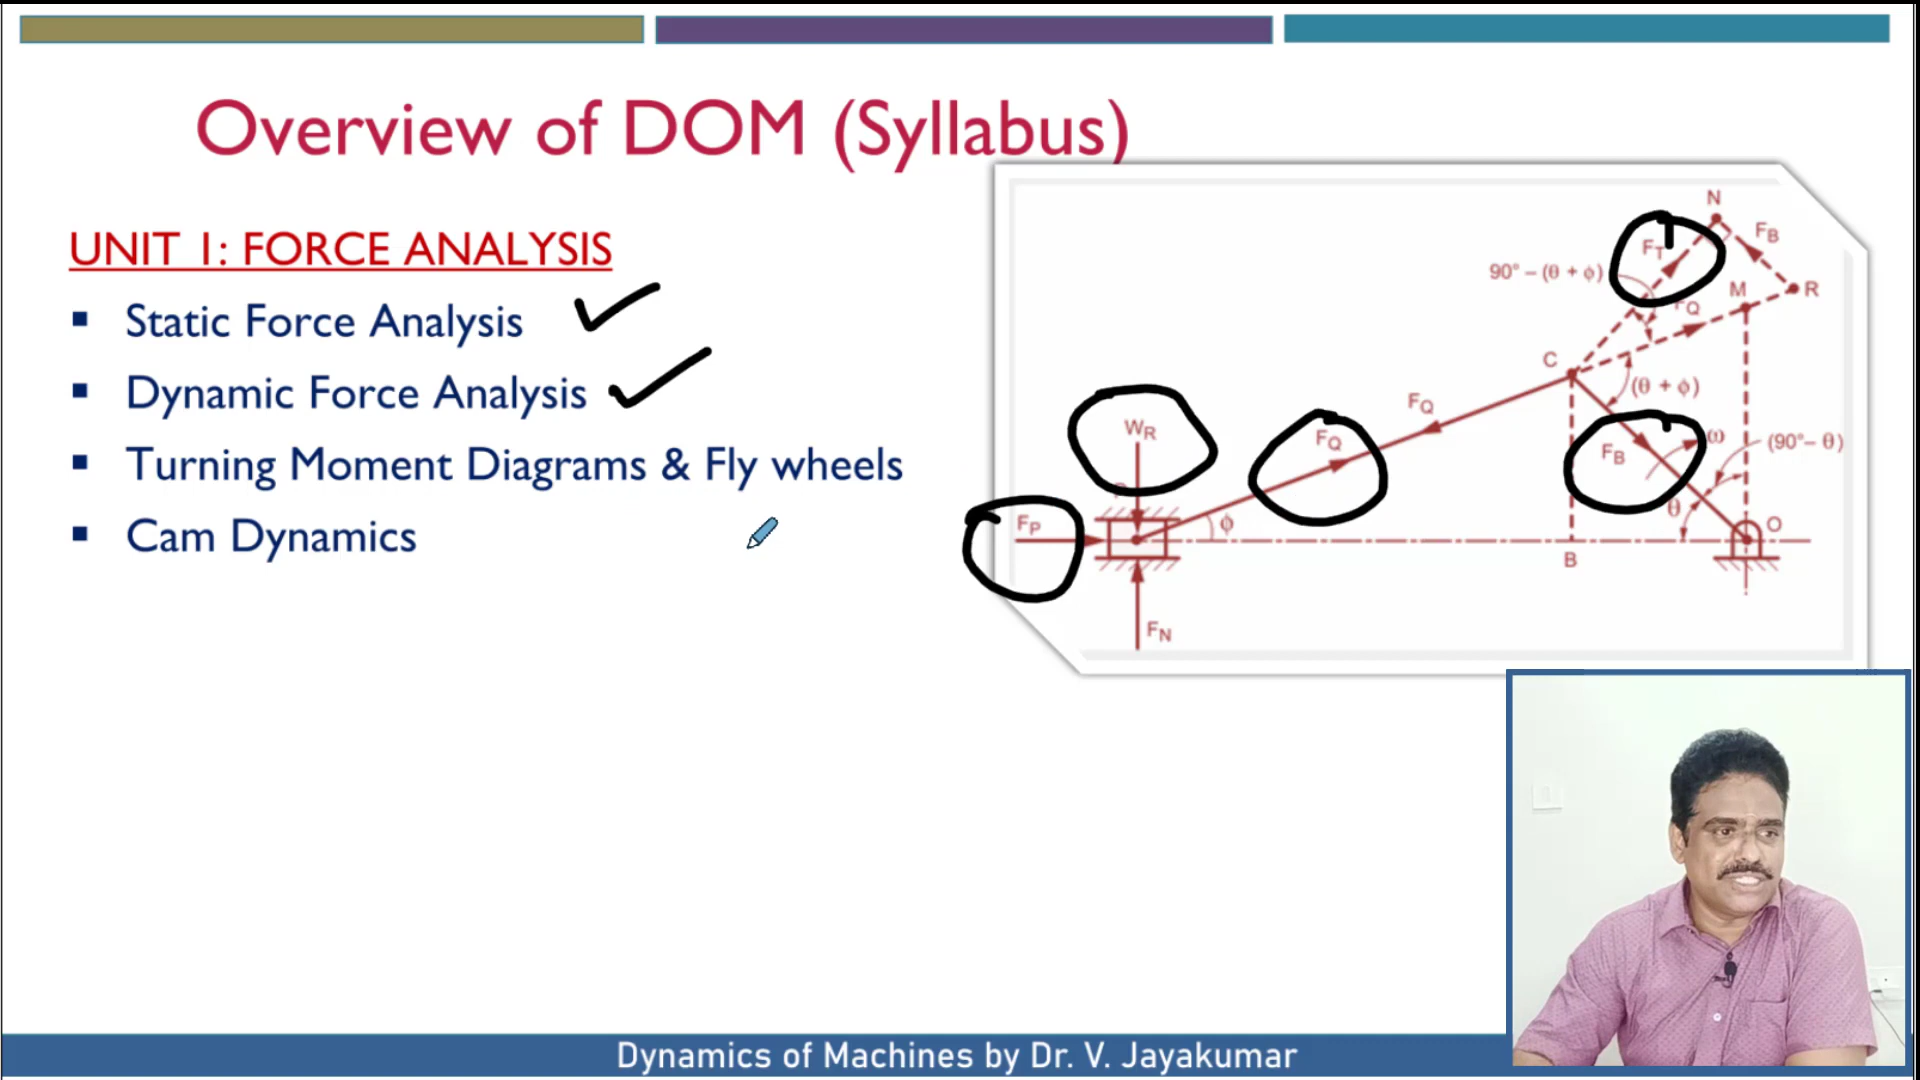 Overview of DOM (Syllabus)
UNIT 1: FORCE ANALYSIS
▪ Static Force Analysis
▪ Dynamic Force Analysis
▪ Turning Moment Diagrams & Fly wheels
▪ Cam Dynamics
N
FT
FB
90° – (θ + φ)
M
R
FQ
C
(θ + φ)
FQ
WR
FQ
ω
(90° – θ)
FB
θ
FP
φ
O
B
FN
Dynamics of Machines by Dr. V. Jayakumar